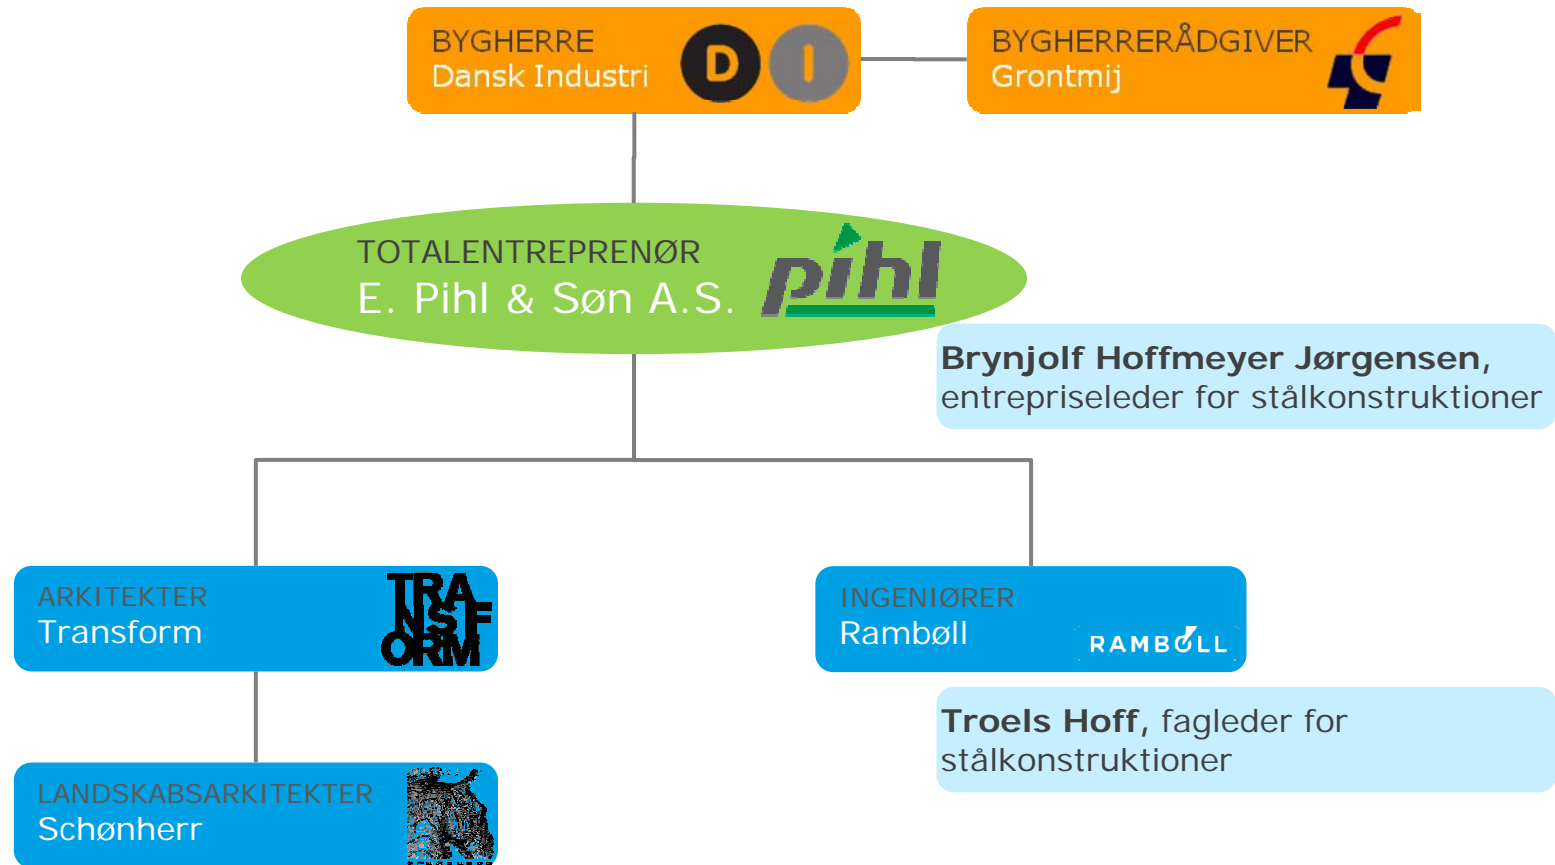 BYGHERRE
Dansk Industri
D I
BYGHERRERÅDGIVER
Grontmij
TOTALENTREPRENØR
E. Pihl & Søn A.S.
pihl
Brynjolf Hoffmeyer Jørgensen,
entrepriseleder for stålkonstruktioner
ARKITEKTER
Transform
TRA
NSF
ORM
INGENIØRER
Rambøll
RAMBØLL
Troels Hoff, fagleder for
stålkonstruktioner
LANDSKABSARKITEKTER
Schønherr